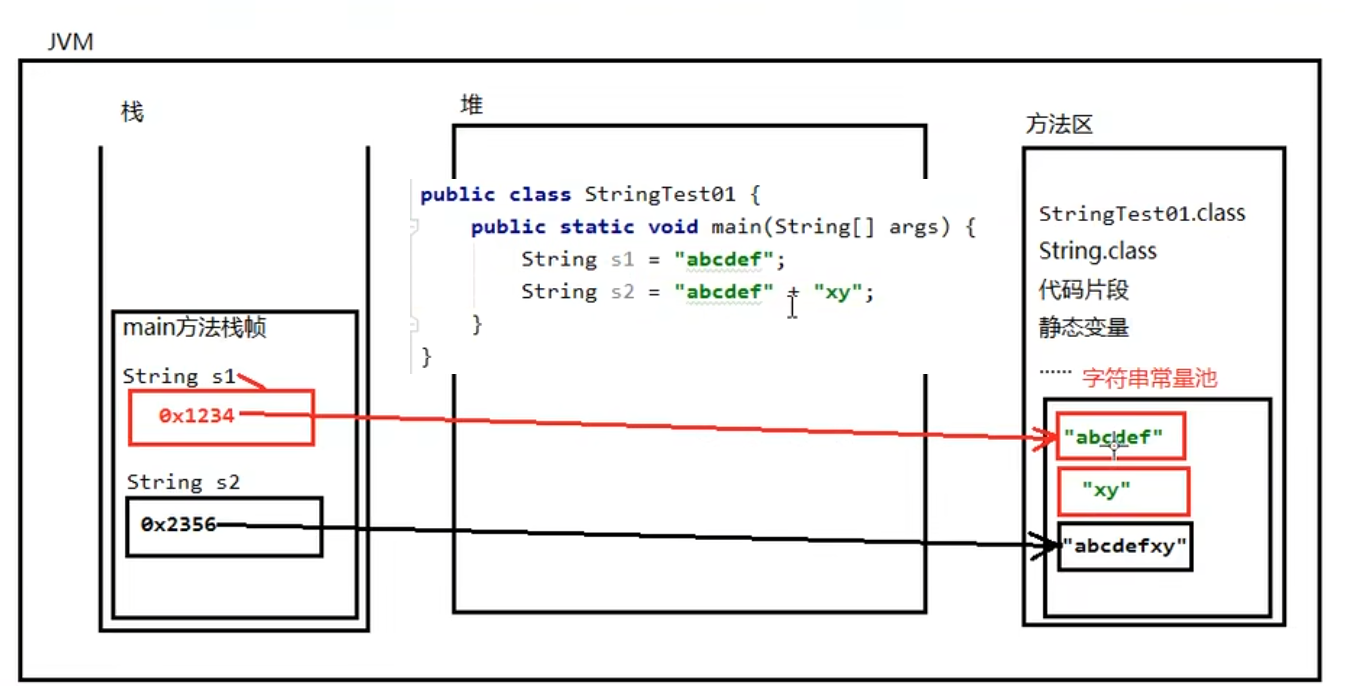 JVM
栈
堆
方法区
public class StringTest01 {
public static void main(String[] args) {
String s1 = "abcdef";
String s2 = "abcdef" + "xy";
}
}
StringTest01.class
String.class
代码片段
静态变量
...... 字符串常量池
main方法栈帧
String s1
0x1234
String s2
0x2356
"abcdef"
"xy"
"abcdefxy"